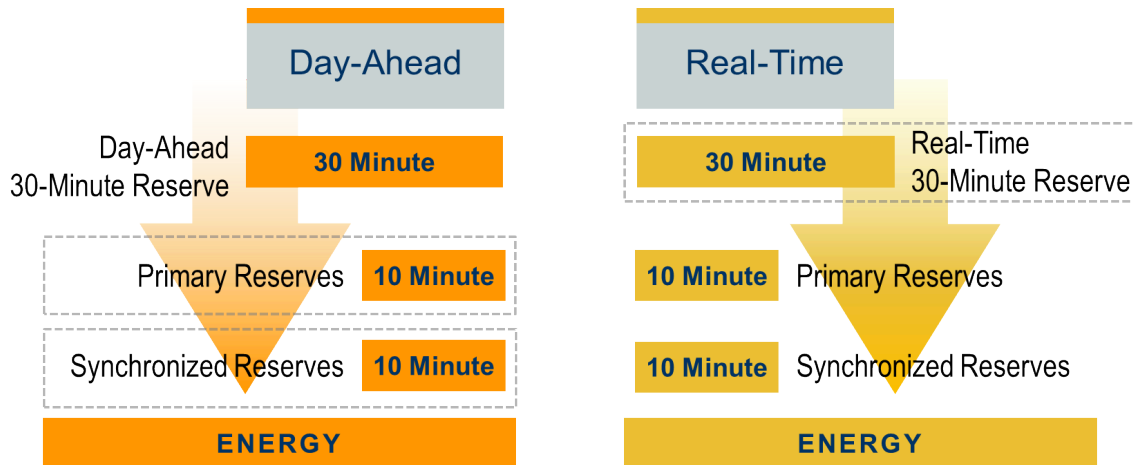 Day-Ahead
Day-Ahead
30-Minute Reserve
30 Minute
Primary Reserves
10 Minute
Synchronized Reserves
10 Minute
ENERGY
Real-Time
30 Minute
Real-Time
30-Minute Reserve
10 Minute
Primary Reserves
10 Minute
Synchronized Reserves
ENERGY